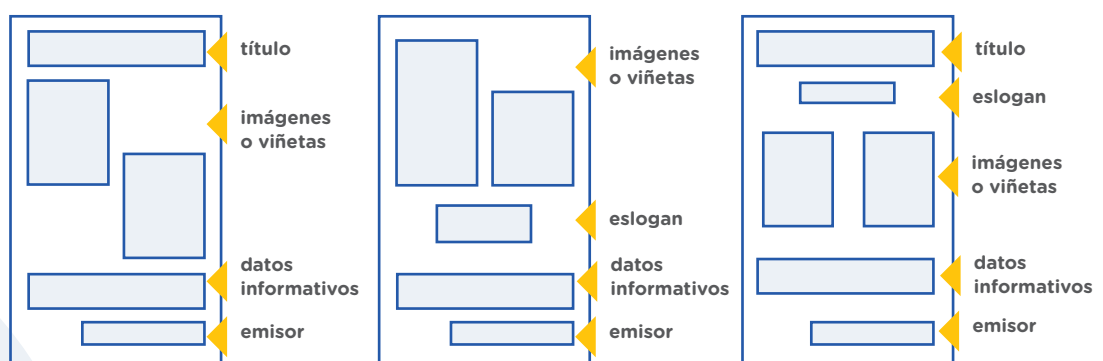 título
imágenes
o viñetas
datos
informativos
emisor
imágenes
o viñetas
eslogan
datos
informativos
emisor
título
eslogan
imágenes
o viñetas
datos
informativos
emisor